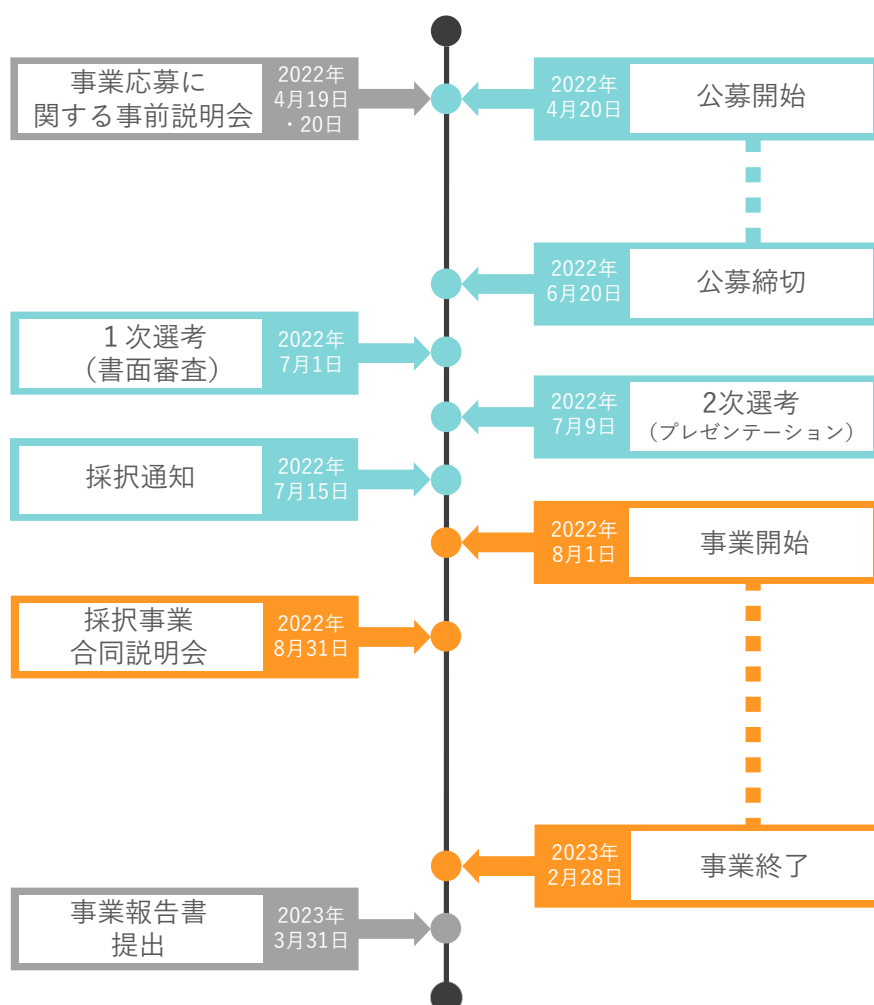 事業応募に
関する事前説明会
2022年
4月19日
・20日
2022年
4月20日
公募開始
2022年
6月20日
公募締切
１次選考
（書面審査）
2022年
7月1日
2022年
7月9日
2次選考
（プレゼンテーション）
採択通知
2022年
7月15日
2022年
8月1日
事業開始
採択事業
合同説明会
2022年
8月31日
2023年
2月28日
事業終了
事業報告書
提出
2023年
3月31日